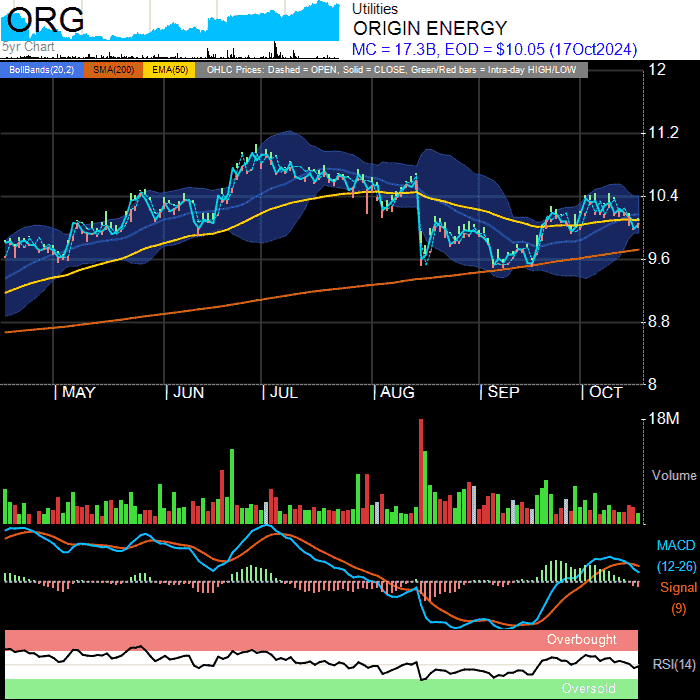 ORG
5yr Chart
Utilities
ORIGIN ENERGY
MC = 17.3B, EOD = $10.05 (17Oct2024)
BollBands(20,2) SMA(200) EMA(50) OHLC Prices: Dashed = OPEN, Solid = CLOSE, Green/Red bars = Intra-day HIGH/LOW
12
11.2
10.4
9.6
8.8
8
MAY JUN JUL AUG SEP OCT
18M
Volume
MACD
(12-26)
Signal
(9)
Overbought
RSI(14)
Oversold